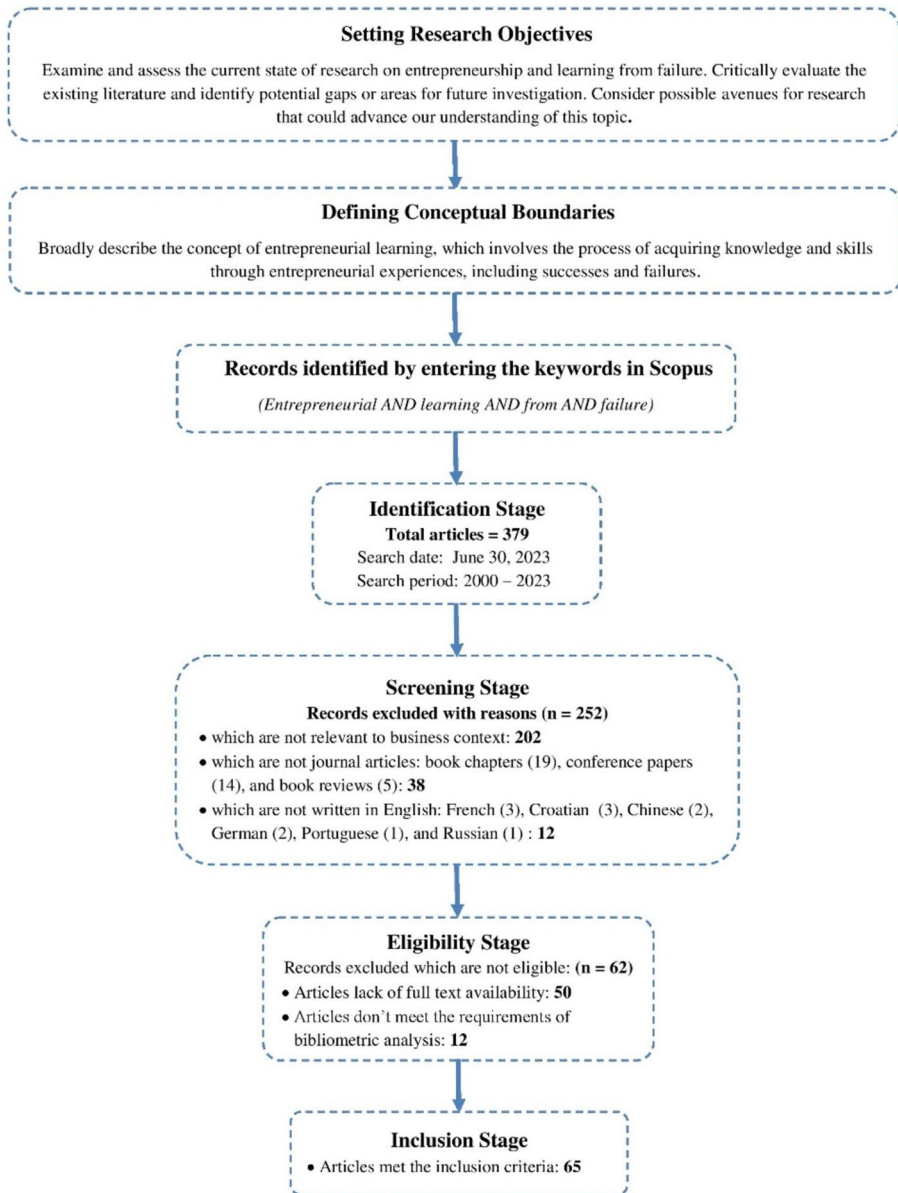 Setting Research Objectives
Examine and assess the current state of research on entrepreneurship and learning from failure. Critically evaluate the
existing literature and identify potential gaps or areas for future investigation. Consider possible avenues for research
that could advance our understanding of this topic.
Defining Conceptual Boundaries
Broadly describe the concept of entrepreneurial learning, which involves the process of acquiring knowledge and skills
through entrepreneurial experiences, including successes and failures.
Records identified by entering the keywords in Scopus
(Entrepreneurial AND learning AND from AND failure)
Identification Stage
Total articles = 379
Search date: June 30, 2023
Search period: 2000 – 2023
Screening Stage
Records excluded with reasons (n = 252)
• which are not relevant to business context: 202
• which are not journal articles: book chapters (19), conference papers
(14), and book reviews (5): 38
• which are not written in English: French (3), Croatian (3), Chinese (2),
German (2), Portuguese (1), and Russian (1) : 12
Eligibility Stage
Records excluded which are not eligible: (n = 62)
• Articles lack of full text availability: 50
• Articles don't meet the requirements of
bibliometric analysis: 12
Inclusion Stage
• Articles met the inclusion criteria: 65